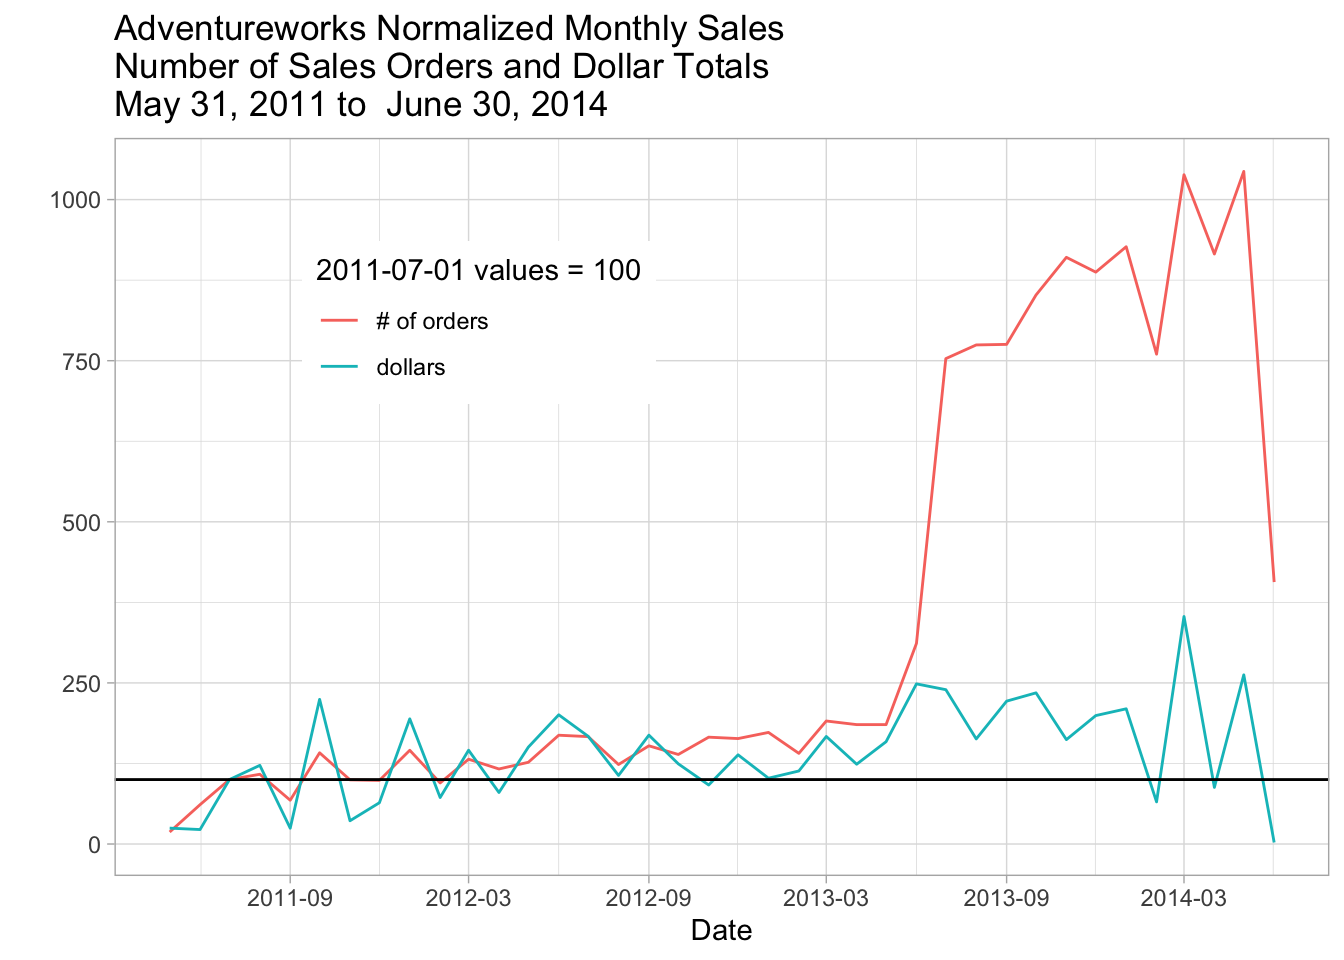 Adventureworks Normalized Monthly Sales
Number of Sales Orders and Dollar Totals
May 31, 2011 to  June 30, 2014
1000
750
500
250
0
2011-07-01 values = 100
# of orders
dollars
2011-09
2012-03
2012-09
2013-03
2013-09
2014-03
Date